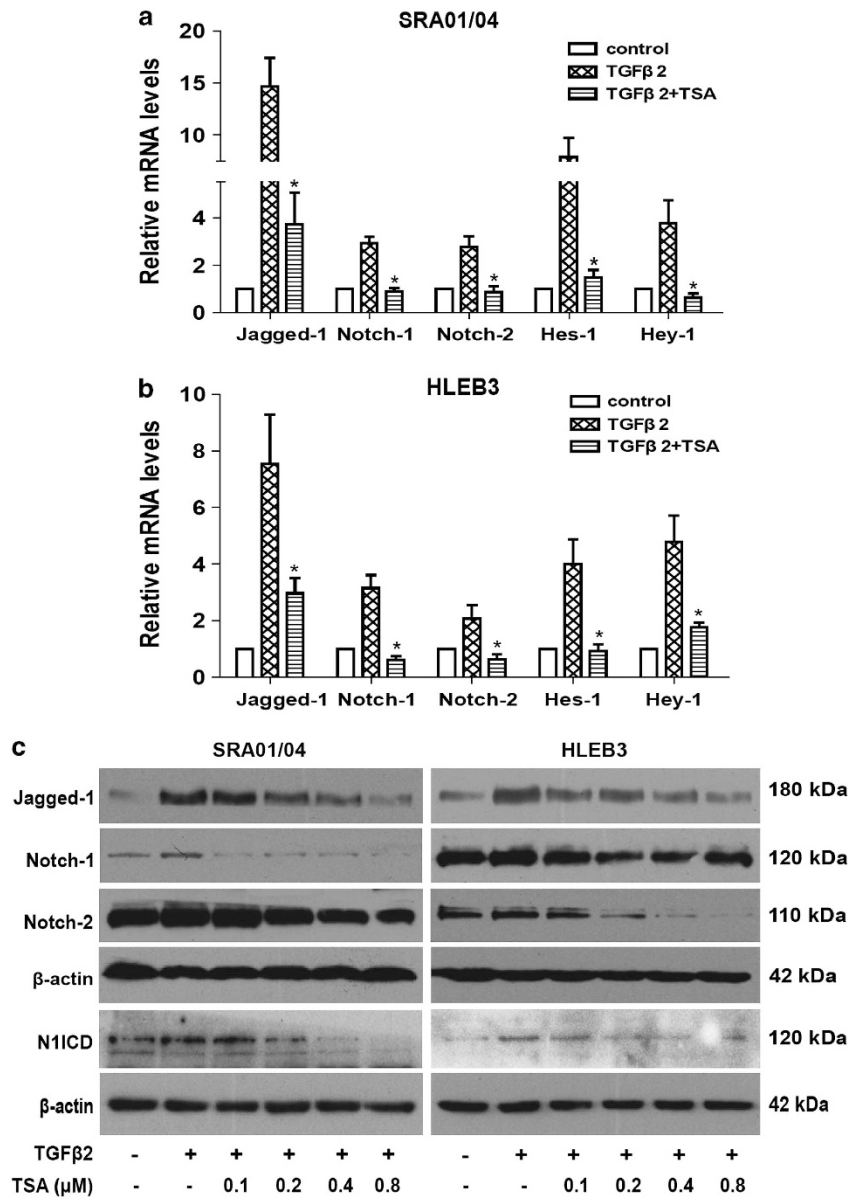 a
SRA01/04
control
TGFβ 2
TGFβ 2+TSA
Relative mRNA levels
20
15
10
4
2
0
* * * * *
Jagged-1 Notch-1 Notch-2 Hes-1 Hey-1
b
HLEB3
control
TGFβ 2
TGFβ 2+TSA
Relative mRNA levels
10
8
6
4
2
0
* * * * *
Jagged-1 Notch-1 Notch-2 Hes-1 Hey-1
c
SRA01/04 HLEB3
Jagged-1 180 kDa
Notch-1 120 kDa
Notch-2 110 kDa
β-actin 42 kDa
N1ICD 120 kDa
β-actin 42 kDa
TGFβ2 - + + + + + - + + + + +
TSA (μM) - - 0.1 0.2 0.4 0.8 - - 0.1 0.2 0.4 0.8